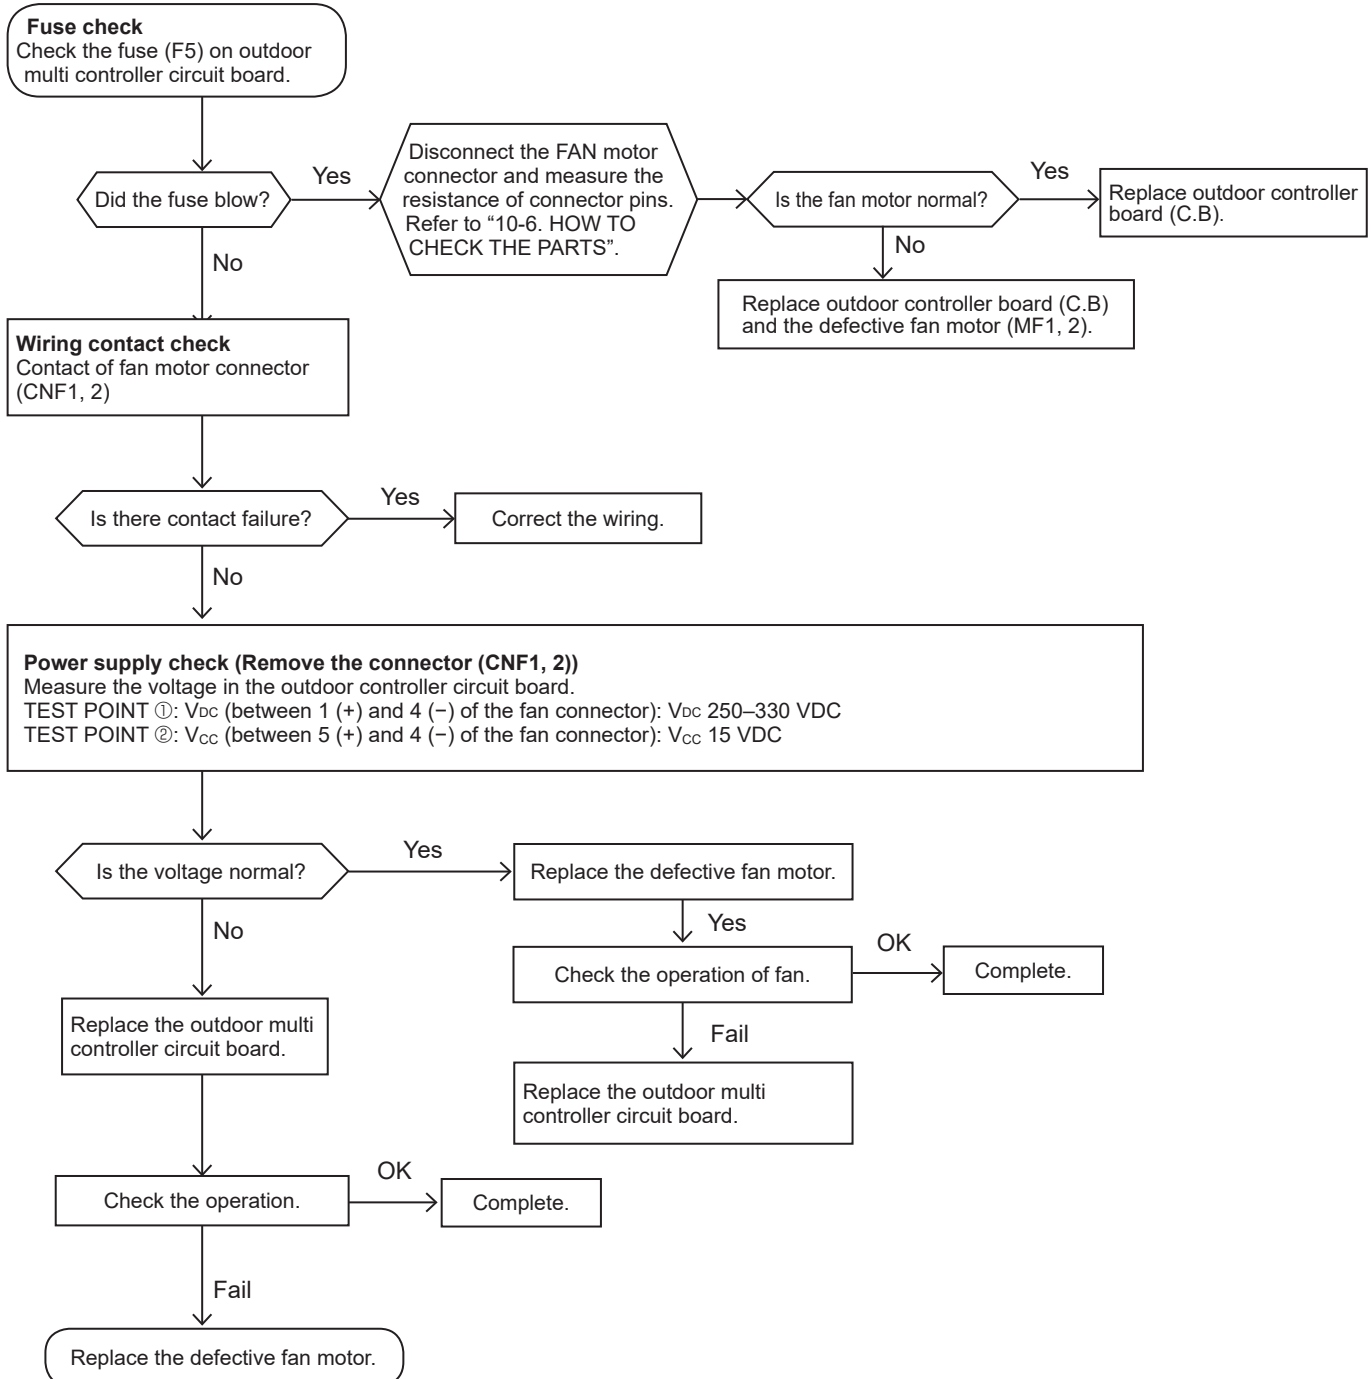 Fuse check
Check the fuse (F5) on outdoor
multi controller circuit board.
Did the fuse blow?
Yes
Disconnect the FAN motor
connector and measure the
resistance of connector pins.
Refer to “10-6. HOW TO
CHECK THE PARTS”.
Is the fan motor normal?
Yes
Replace outdoor controller
board (C.B).
No
Replace outdoor controller board (C.B)
and the defective fan motor (MF1, 2).
No
Wiring contact check
Contact of fan motor connector
(CNF1, 2)
Is there contact failure?
Yes
Correct the wiring.
No
Power supply check (Remove the connector (CNF1, 2))
Measure the voltage in the outdoor controller circuit board.
TEST POINT ①: VDC (between 1 (+) and 4 (−) of the fan connector): VDC 250–330 VDC
TEST POINT ②: VCC (between 5 (+) and 4 (−) of the fan connector): VCC 15 VDC
Is the voltage normal?
Yes
Replace the defective fan motor.
Yes
Check the operation of fan.
OK
Complete.
Fail
Replace the outdoor multi
controller circuit board.
No
Replace the outdoor multi
controller circuit board.
Check the operation.
OK
Complete.
Fail
Replace the defective fan motor.